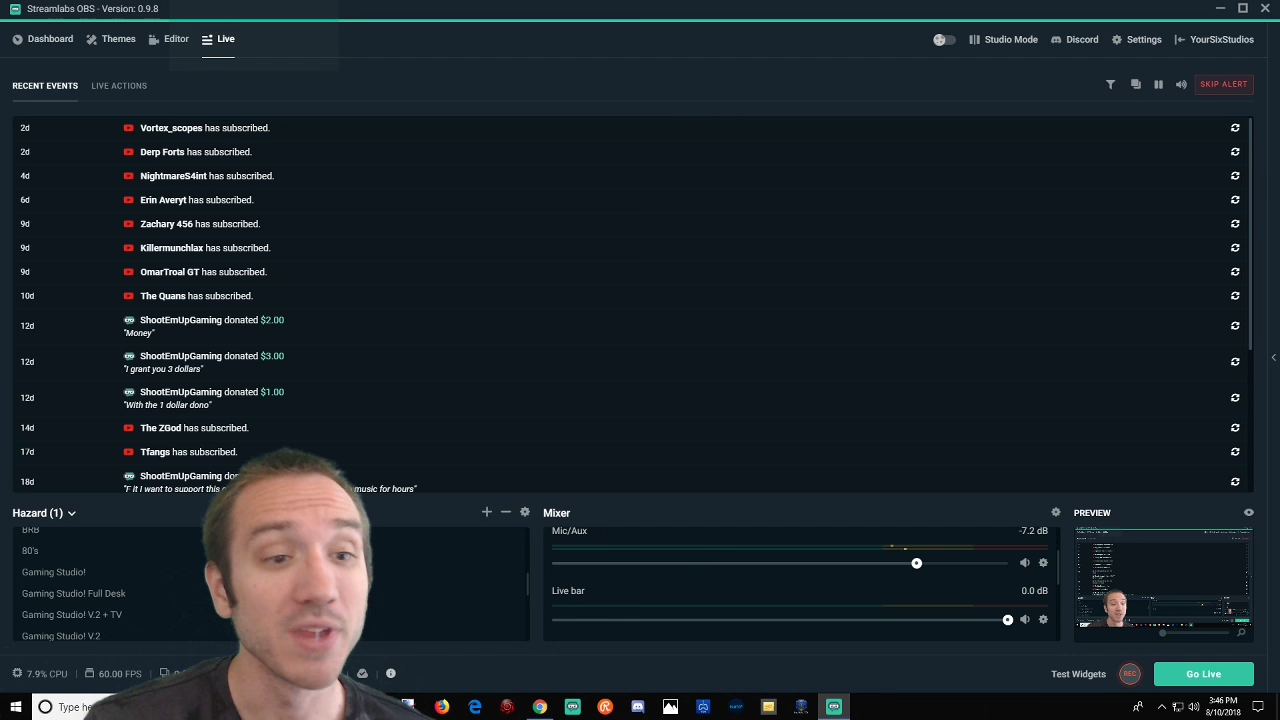 Streamlabs OBS - Version: 0.9.8
Dashboard Themes Editor Live Studio Mode Discord Settings YourSixStudios
RECENT EVENTS LIVE ACTIONS SKIP ALERT
2d Vortex_scopes has subscribed.
2d Derp Forts has subscribed.
4d NightmareS4int has subscribed.
6d Erin Averyt has subscribed.
9d Zachary 456 has subscribed.
9d Killermunchlax has subscribed.
9d OmarTroal GT has subscribed.
10d The Quans has subscribed.
12d ShootEmUpGaming donated $2.00
"Money"
12d ShootEmUpGaming donated $3.00
"I grant you 3 dollars"
12d ShootEmUpGaming donated $1.00
"With the 1 dollar dono"
14d The ZGod has subscribed.
17d Tfangs has subscribed.
18d ShootEmUpGaming
"F it I want to support this music for hours"
Hazard (1) Mixer PREVIEW
BRB
80's
Gaming Studio!
Gaming Studio! Full Desk
Gaming Studio! V.2 + TV
Gaming Studio! V.2
Mic/Aux -7.2 dB
Live bar 0.0 dB
7.9% CPU 60.00 FPS Test Widgets REC Go Live
Type here
3:46 PM
8/10/2018